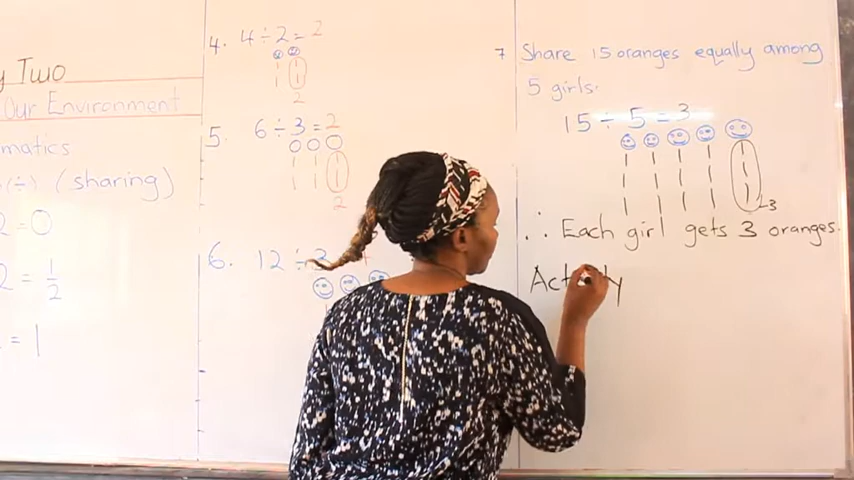 y Two
Our Environment
matics
(÷) (sharing)
2 = 0
2 = 1/2
= 1
4. 4 ÷ 2 = 2
2
5. 6 ÷ 3 = 2
2
6. 12 ÷ 3
7 Share 15 oranges equally among
5 girls.
15 ÷ 5 = 3
3
∴ Each girl gets 3 oranges.
Activity